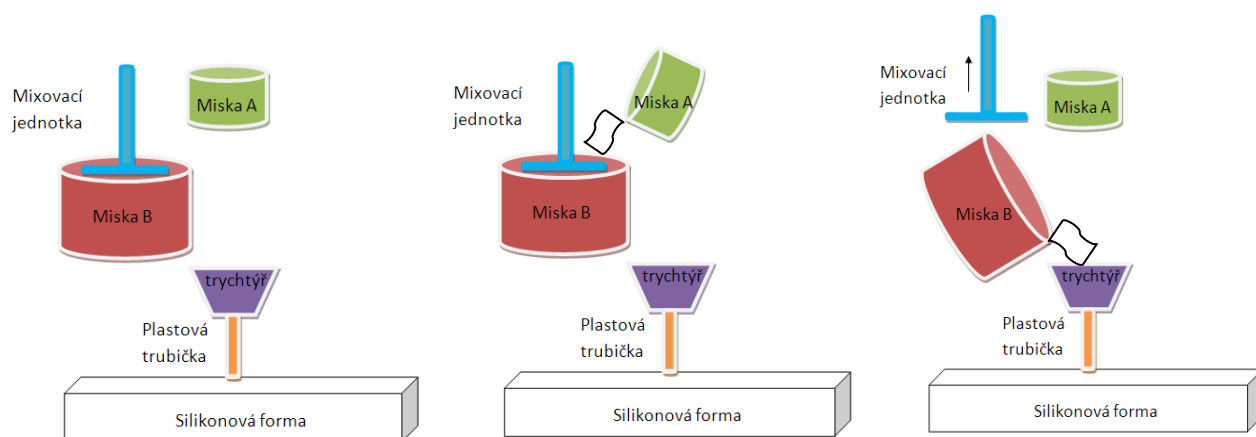 Mixovací
jednotka
Miska A
Miska B
trychtýř
Plastová
trubička
Silikonová forma
Mixovací
jednotka
Miska A
Miska B
trychtýř
Plastová
trubička
Silikonová forma
Mixovací
jednotka
Miska A
Miska B
trychtýř
Plastová
trubička
Silikonová forma